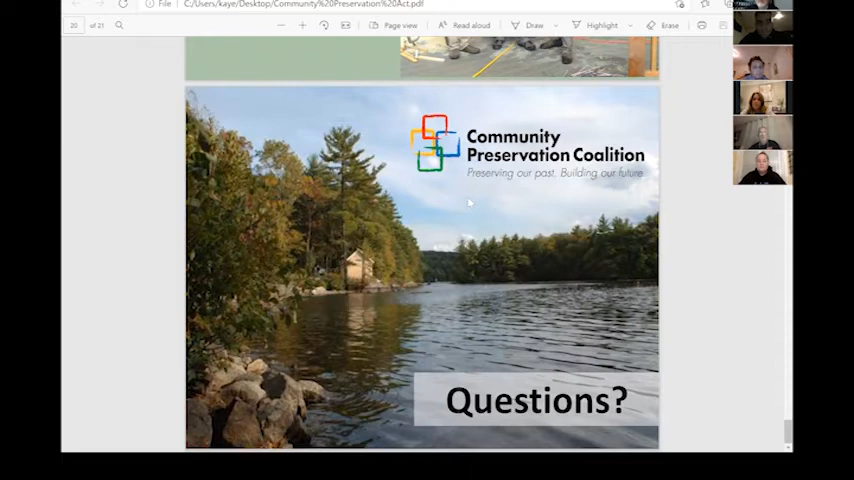 File C:/Users/kaye/Desktop/Community%20Preservation%20Act.pdf
20 of 21 Page view Read aloud Draw Highlight Erase
Community
Preservation Coalition
Preserving our past. Building our future
Questions?